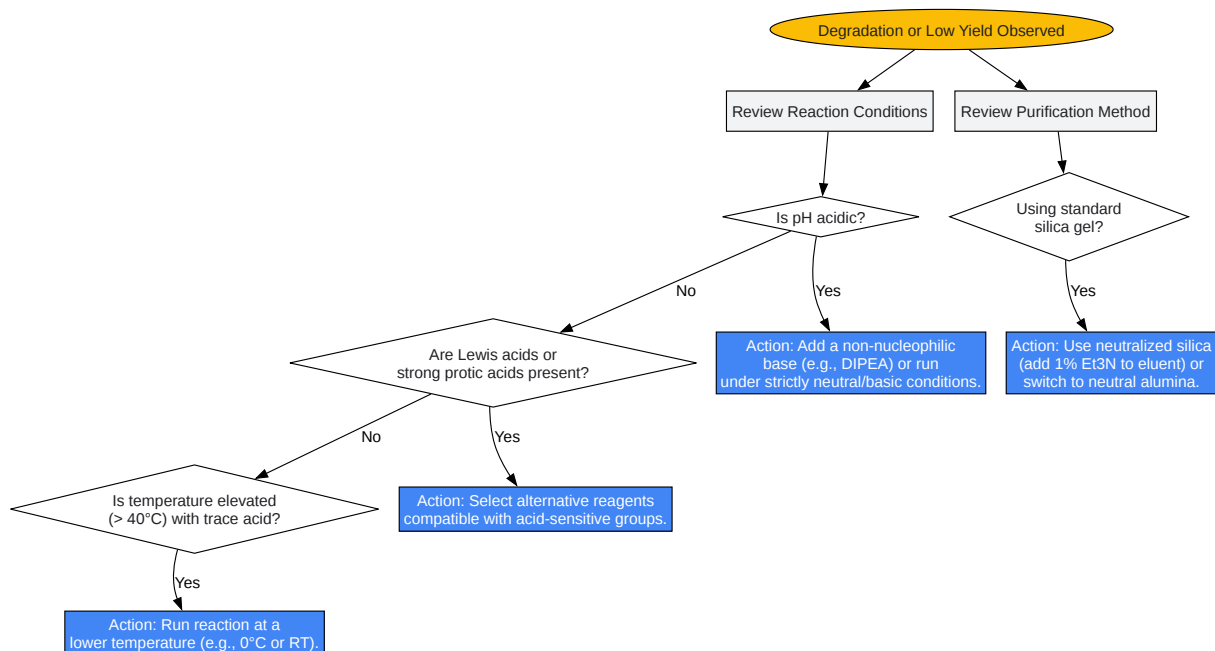 Degradation or Low Yield Observed
Review Reaction Conditions
Review Purification Method
Is pH acidic?
Using standard
silica gel?
No
Yes
Yes
Are Lewis acids or
strong protic acids present?
Action: Add a non-nucleophilic
base (e.g., DIPEA) or run
under strictly neutral/basic conditions.
Action: Use neutralized silica
(add 1% Et3N to eluent) or
switch to neutral alumina.
No
Yes
Is temperature elevated
(> 40°C) with trace acid?
Action: Select alternative reagents
compatible with acid-sensitive groups.
Yes
Action: Run reaction at a
lower temperature (e.g., 0°C or RT).